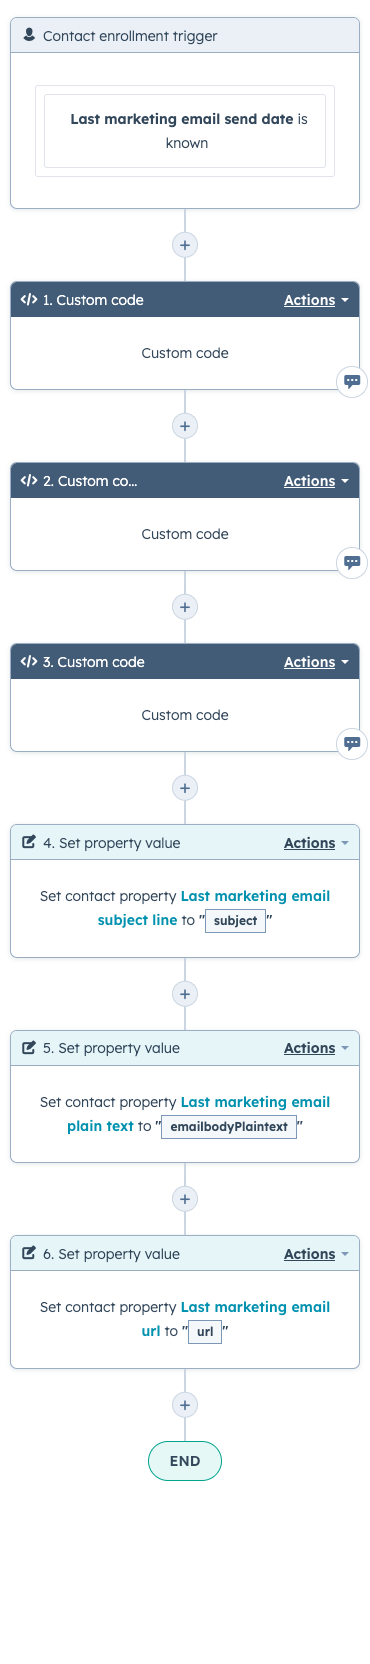 Contact enrollment trigger
Last marketing email send date is
known
1. Custom code
Actions
Custom code
2. Custom co...
Actions
Custom code
3. Custom code
Actions
Custom code
4. Set property value
Actions
Set contact property Last marketing email
subject line to "subject"
5. Set property value
Actions
Set contact property Last marketing email
plain text to "emailbodyPlaintext"
6. Set property value
Actions
Set contact property Last marketing email
url to "url"
END